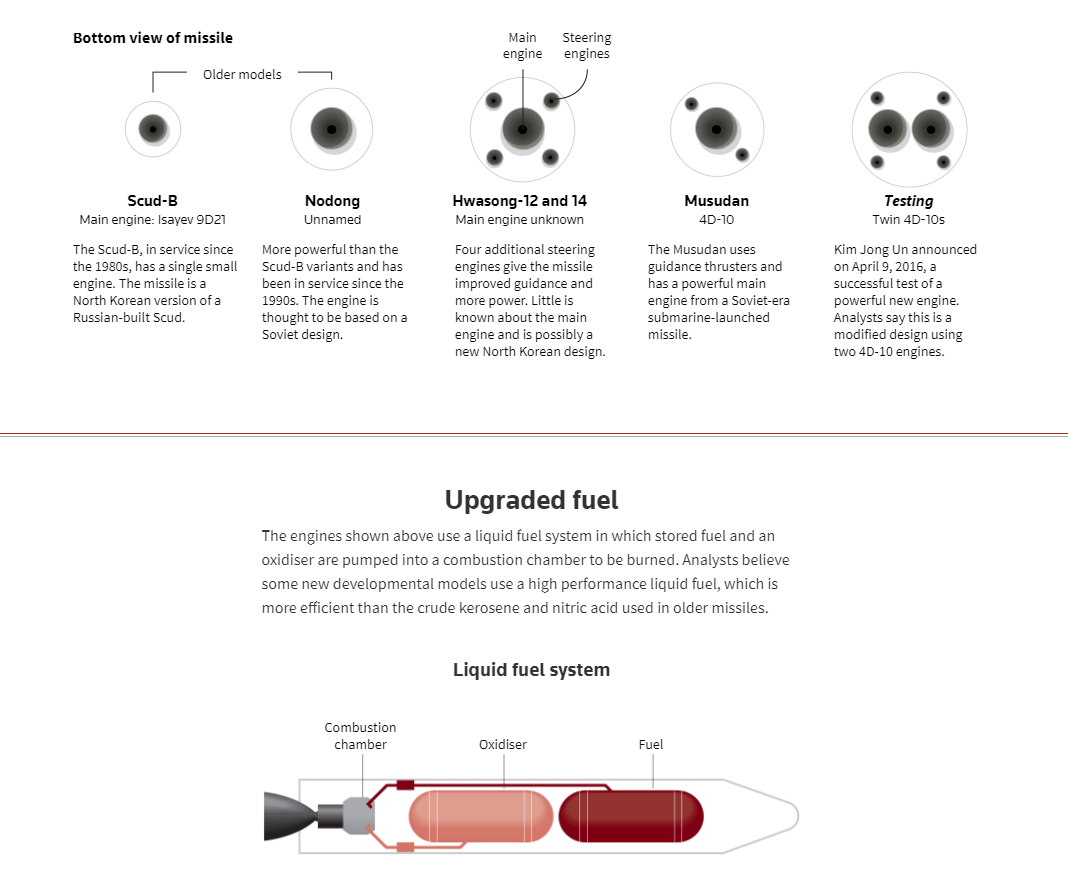 Bottom view of missile
Older models
Main
engine
Steering
engines
Scud-B
Main engine: Isayev 9D21
The Scud-B, in service since
the 1980s, has a single small
engine. The missile is a
North Korean version of a
Russian-built Scud.
Nodong
Unnamed
More powerful than the
Scud-B variants and has
been in service since the
1990s. The engine is
thought to be based on a
Soviet design.
Hwasong-12 and 14
Main engine unknown
Four additional steering
engines give the missile
improved guidance and
more power. Little is
known about the main
engine and is possibly a
new North Korean design.
Musudan
4D-10
The Musudan uses
guidance thrusters and
has a powerful main
engine from a Soviet-era
submarine-launched
missile.
Testing
Twin 4D-10s
Kim Jong Un announced
on April 9, 2016, a
successful test of a
powerful new engine.
Analysts say this is a
modified design using
two 4D-10 engines.
Upgraded fuel
The engines shown above use a liquid fuel system in which stored fuel and an
oxidiser are pumped into a combustion chamber to be burned. Analysts believe
some new developmental models use a high performance liquid fuel, which is
more efficient than the crude kerosene and nitric acid used in older missiles.
Liquid fuel system
Combustion
chamber
Oxidiser
Fuel